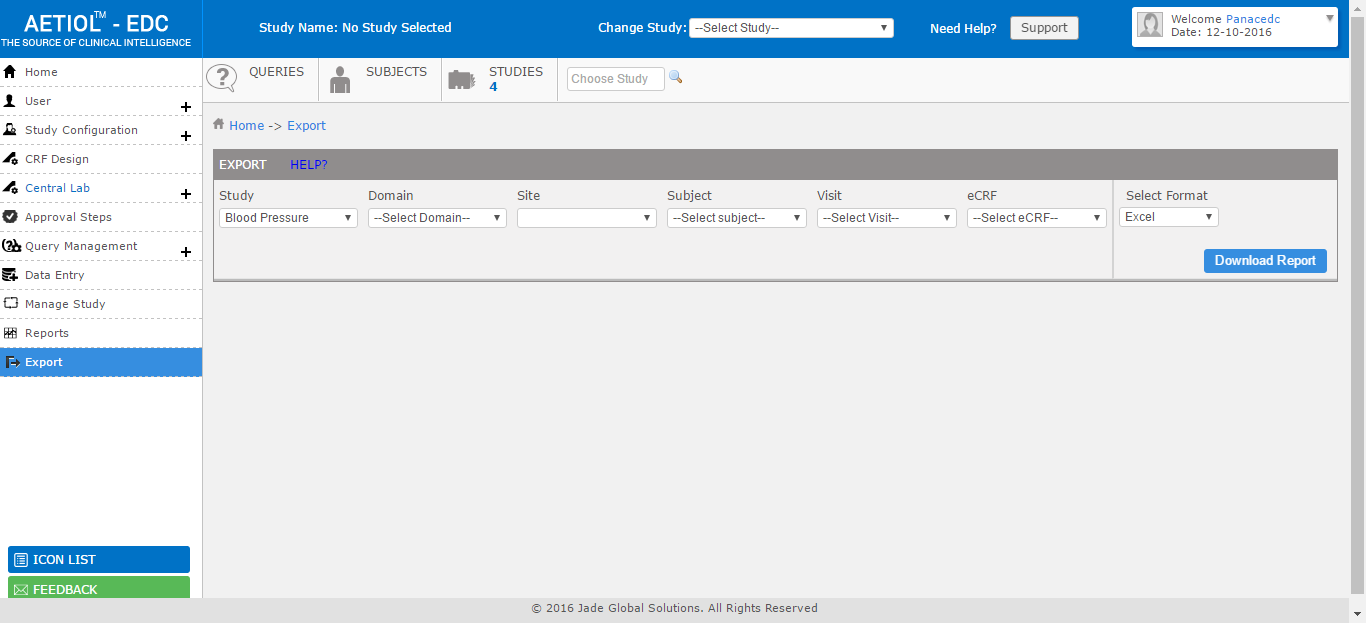 AETIOL™ - EDC
THE SOURCE OF CLINICAL INTELLIGENCE
Study Name: No Study Selected
Change Study: --Select Study--
Need Help? Support
Welcome Panacedc
Date: 12-10-2016
Home
User
Study Configuration
CRF Design
Central Lab
Approval Steps
Query Management
Data Entry
Manage Study
Reports
Export
ICON LIST
FEEDBACK
QUERIES
SUBJECTS
STUDIES
4
Choose Study
Home -> Export
EXPORT HELP?
Study Domain Site Subject Visit eCRF Select Format
Blood Pressure --Select Domain-- --Select subject-- --Select Visit-- --Select eCRF-- Excel
Download Report
© 2016 Jade Global Solutions. All Rights Reserved